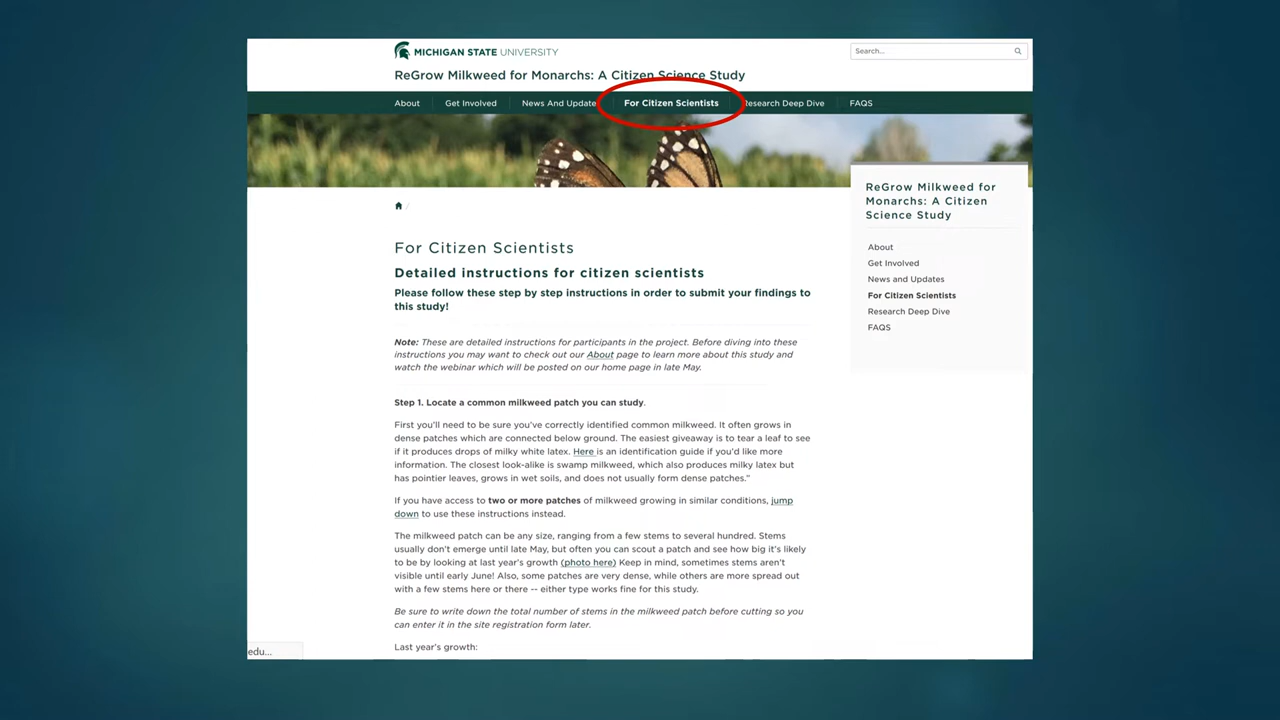 MICHIGAN STATE UNIVERSITY
Search...
ReGrow Milkweed for Monarchs: A Citizen Science Study
About
Get Involved
News And Update
For Citizen Scientists
Research Deep Dive
FAQS
ReGrow Milkweed for
Monarchs: A Citizen
Science Study
About
Get Involved
News and Updates
For Citizen Scientists
Research Deep Dive
FAQS
/
For Citizen Scientists
Detailed instructions for citizen scientists
Please follow these step by step instructions in order to submit your findings to
this study!
Note: These are detailed instructions for participants in the project. Before diving into these
instructions you may want to check out our About page to learn more about this study and
watch the webinar which will be posted on our home page in late May.
Step 1. Locate a common milkweed patch you can study.
First you'll need to be sure you've correctly identified common milkweed. It often grows in
dense patches which are connected below ground. The easiest giveaway is to tear a leaf to see
if it produces drops of milky white latex. Here is an identification guide if you'd like more
information. The closest look-alike is swamp milkweed, which also produces milky latex but
has pointier leaves, grows in wet soils, and does not usually form dense patches."
If you have access to two or more patches of milkweed growing in similar conditions, jump
down to use these instructions instead.
The milkweed patch can be any size, ranging from a few stems to several hundred. Stems
usually don't emerge until late May, but often you can scout a patch and see how big it's likely
to be by looking at last year's growth (photo here) Keep in mind, sometimes stems aren't
visible until early June! Also, some patches are very dense, while others are more spread out
with a few stems here or there -- either type works fine for this study.
Be sure to write down the total number of stems in the milkweed patch before cutting so you
can enter it in the site registration form later.
Last year's growth:
edu...